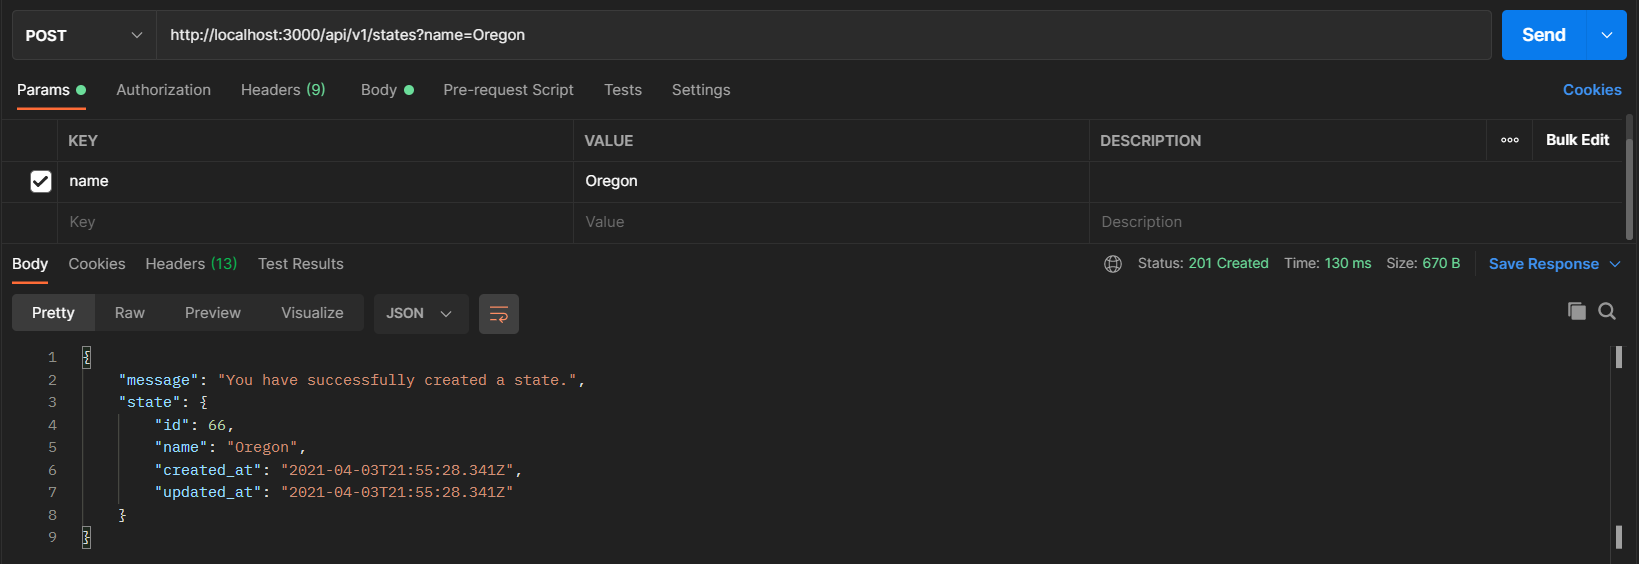 POST http://localhost:3000/api/v1/states?name=Oregon Send
Params Authorization Headers (9) Body Pre-request Script Tests Settings Cookies
KEY VALUE DESCRIPTION ooo Bulk Edit
name Oregon
Key Value Description
Body Cookies Headers (13) Test Results Status: 201 Created Time: 130 ms Size: 670 B Save Response
Pretty Raw Preview Visualize JSON
1 {
2 "message": "You have successfully created a state.",
3 "state": {
4 "id": 66,
5 "name": "Oregon",
6 "created_at": "2021-04-03T21:55:28.341Z",
7 "updated_at": "2021-04-03T21:55:28.341Z"
8 }
9 }